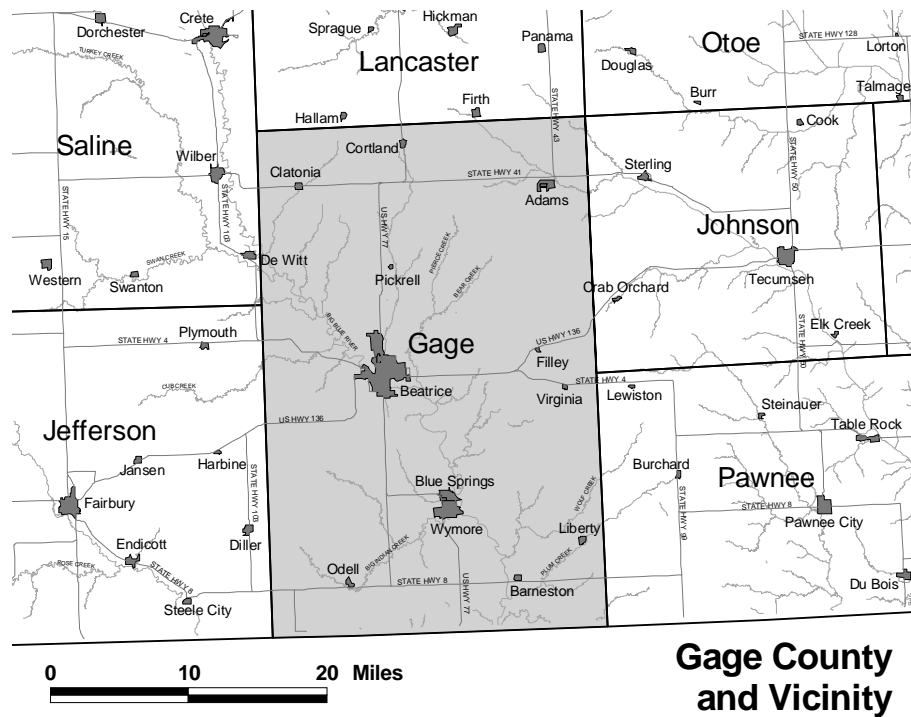 Dorchester
Crete
Sprague
Hickman
Panama
Otoe
STATE HWY 128
Lorton
TURKEY CREEK
Lancaster
Douglas
Burr
Talmage
Hallam
Firth
STATE HWY 43
Cook
Saline
Wilber
Cortland
Clatonia
STATE HWY 41
Adams
Sterling
STATE HWY 50
STATE HWY 15
STATE HWY 103
US HWY 77
Johnson
SWAN CREEK
De Witt
Western
Swanton
Pickrell
PIERCE CREEK
BEAR CREEK
Tecumseh
Crab Orchard
Plymouth
STATE HWY 4
BIG BLUE RIVER
Gage
US HWY 136
Filley
Elk Creek
STATE HWY 50
CUB CREEK
Beatrice
STATE HWY 4
Virginia
Lewiston
Steinauer
US HWY 136
Jefferson
Table Rock
Jansen
Harbine
STATE HWY 103
Burchard
Pawnee
Blue Springs
Fairbury
WOLF CREEK
STATE HWY 99
STATE HWY 8
Pawnee City
Wymore
Liberty
Endicott
Diller
ROSE CREEK
STATE HWY 8
Odell
BIG INDIAN CREEK
PLUM CREEK
STATE HWY 8
US HWY 77
Barneston
Du Bois
Steele City
0 10 20 Miles
Gage County
and Vicinity